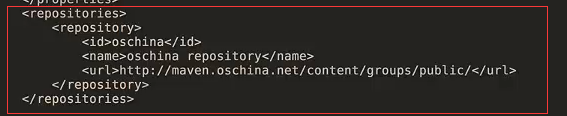 </properties>
<repositories>
<repository>
<id>oschina</id>
<name>oschina repository</name>
<url>http://maven.oschina.net/content/groups/public/</url>
</repository>
</repositories>